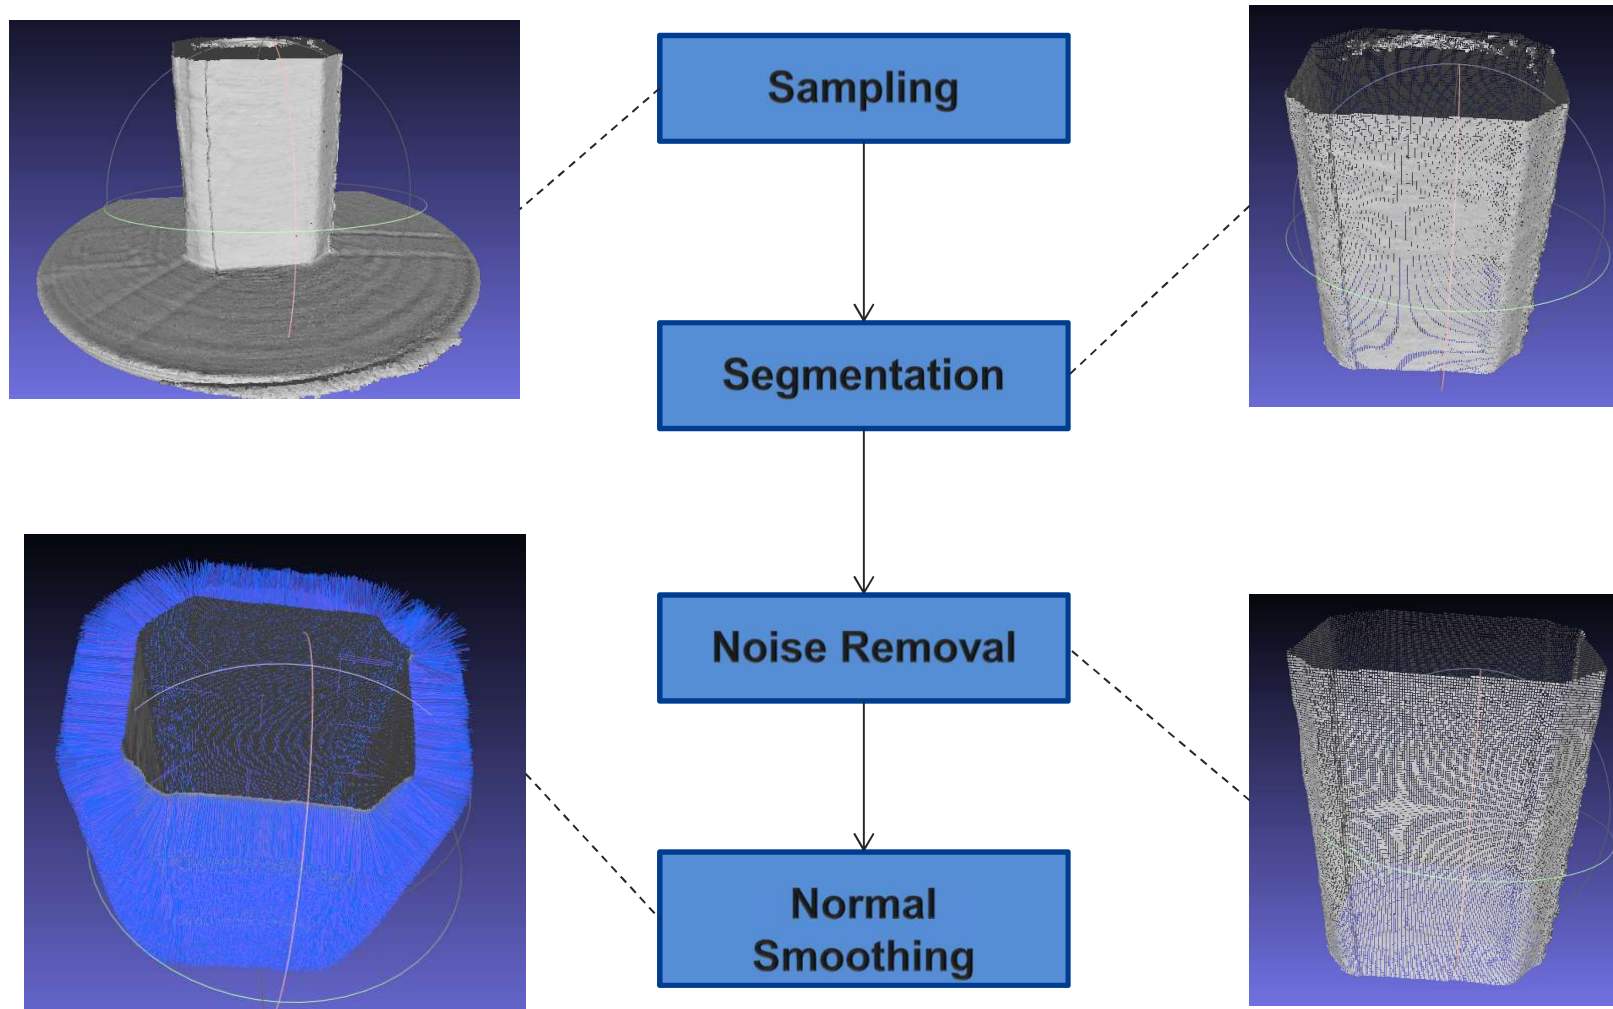 Sampling
Segmentation
Noise Removal
Normal
Smoothing